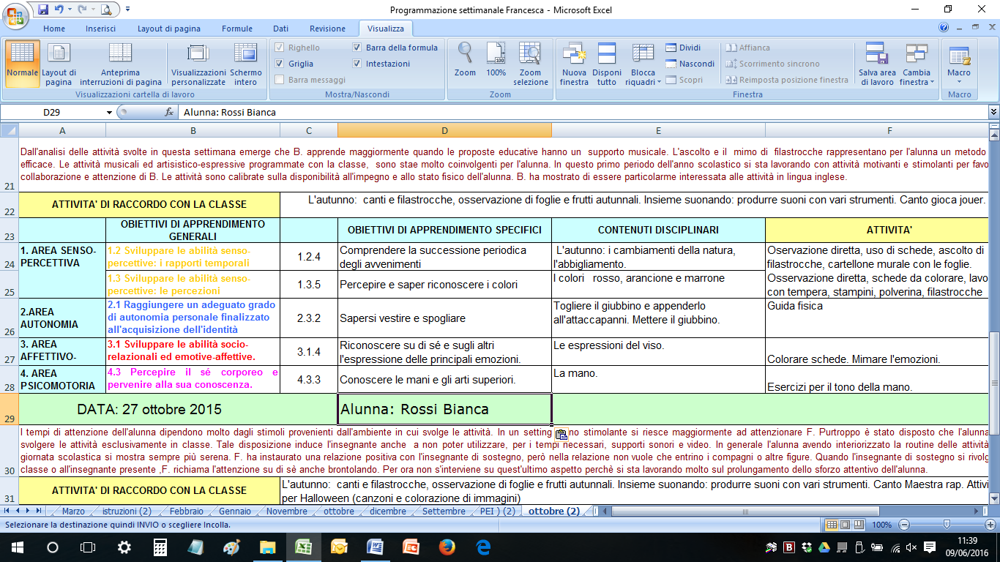 Programmazione settimanale Francesca - Microsoft Excel
Home Inserisci Layout di pagina Formule Dati Revisione Visualizza
Normale Layout di pagina Anteprima interruzioni di pagina Visualizzazioni personalizzate Schermo intero
Visualizzazioni cartella di lavoro
Righello Barra della formula
Griglia Intestazioni
Barra messaggi
Mostra/Nascondi
Zoom 100% Zoom selezione
Zoom
Nuova finestra Disponi tutto Blocca riquadri
Dividi Affianca
Nascondi Scorrimento sincrono
Scopri Reimposta posizione finestra
Salva area di lavoro Cambia finestra
Finestra
Macro
Macro
D29 fx Alunna: Rossi Bianca
A B C D E F
Dall'analisi delle attività svolte in questa settimana emerge che B. apprende maggiormente quando le proposte educative hanno un supporto musicale. L'ascolto e il mimo di filastrocche rappresentano per l'alunna un metodo
efficace. Le attività musicali ed artisistico-espressive programmate con la classe, sono stae molto coinvolgenti per l'alunna. In questo primo periodo dell'anno scolastico si sta lavorando con attività motivanti e stimolanti per favo
collaborazione e attenzione di B. Le attività sono calibrate sulla disponibilità all'impegno e allo stato fisico dell'alunna. B. ha mostrato di essere particolarme interessata alle attività in lingua inglese.
21
22 ATTIVITA' DI RACCORDO CON LA CLASSE L'autunno: canti e filastrocche, osservazione di foglie e frutti autunnali. Insieme suonando: produrre suoni con vari strumenti. Canto gioca jouer.
23 OBIETTIVI DI APPRENDIMENTO GENERALI OBIETTIVI DI APPRENDIMENTO SPECIFICI CONTENUTI DISCIPLINARI ATTIVITA'
1. AREA SENSO-PERCETTIVA
24 1.2 Sviluppare le abilità senso-percettive: i rapporti temporali 1.2.4 Comprendere la successione periodica degli avvenimenti L'autunno: i cambiamenti della natura, l'abbigliamento. Oservazione diretta, uso di schede, ascolto di filastrocche, cartellone murale con le foglie.
25 1.3 Sviluppare le abilità senso-percettive: le percezioni 1.3.5 Percepire e saper riconoscere i colori I colori rosso, arancione e marrone Osservazione diretta, schede da colorare, lavo con tempera, stampini, polverina, filastrocche
26 2.AREA AUTONOMIA 2.1 Raggiungere un adeguato grado di autonomia personale finalizzato all'acquisizione dell'identità 2.3.2 Sapersi vestire e spogliare Togliere il giubbino e appenderlo all'attaccapanni. Mettere il giubbino. Guida fisica
27 3. AREA AFFETTIVO- 3.1 Sviluppare le abilità socio-relazionali ed emotive-affettive. 3.1.4 Riconoscere su di sé e sugli altri l'espressione delle principali emozioni. Le espressioni del viso. Colorare schede. Mimare l'emozioni.
28 4. AREA PSICOMOTORIA 4.3 Percepire il sé corporeo e pervenire alla sua conoscenza. 4.3.3 Conoscere le mani e gli arti superiori. La mano. Esercizi per il tono della mano.
29 DATA: 27 ottobre 2015 Alunna: Rossi Bianca
I tempi di attenzione dell'alunna dipendono molto dagli stimoli provenienti dall'ambiente in cui svolge le attività. In un setting no stimolante si riesce maggiormente ad attenzionare F. Purtroppo è stato disposto che l'alunna
svolgere le attività esclusivamente in classe. Tale disposizione induce l'insegnante anche a non poter utilizzare, per i tempi necessari, supporti sonori e video. In generale l'alunna avendo interiorizzato la routine delle attività
giornata scolastica si mostra sempre più serena. F. ha instaurato una relazione positiva con l'insegnante di sostegno, però nella relazione non vuole che entrino i compagni o altre figure. Quando l'insegnante di sostegno si rivolg
classe o all'insegnante presente ,F. richiama l'attenzione su di sè anche brontolando. Per ora non s'interviene su quest'ultimo aspetto perchè si sta lavorando molto sul prolungamento dello sforzo attentivo dell'alunna.
30
31 ATTIVITA' DI RACCORDO CON LA CLASSE L'autunno: canti e filastrocche, osservazione di foglie e frutti autunnali. Insieme suonando: produrre suoni con vari strumenti. Canto Maestra rap. Attivi
per Halloween (canzoni e colorazione di immagini)
Marzo istruzioni (2) Febbraio Gennaio Novembre ottobre dicembre Settembre PEI ) (2) ottobre (2)
Selezionare la destinazione quindi INVIO o scegliere Incolla. 100%
11:39
09/06/2016